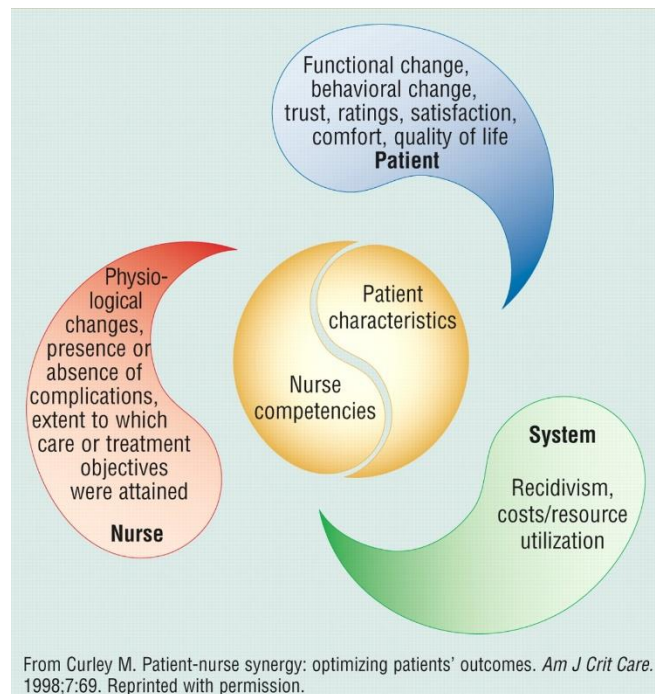 Functional change,
behavioral change,
trust, ratings, satisfaction,
comfort, quality of life
Patient
Physio-
logical
changes,
presence or
absence of
complications,
extent to which
care or treatment
objectives
were attained
Nurse
Patient
characteristics
Nurse
competencies
System
Recidivism,
costs/resource
utilization
From Curley M. Patient-nurse synergy: optimizing patients’ outcomes. Am J Crit Care.
1998;7:69. Reprinted with permission.